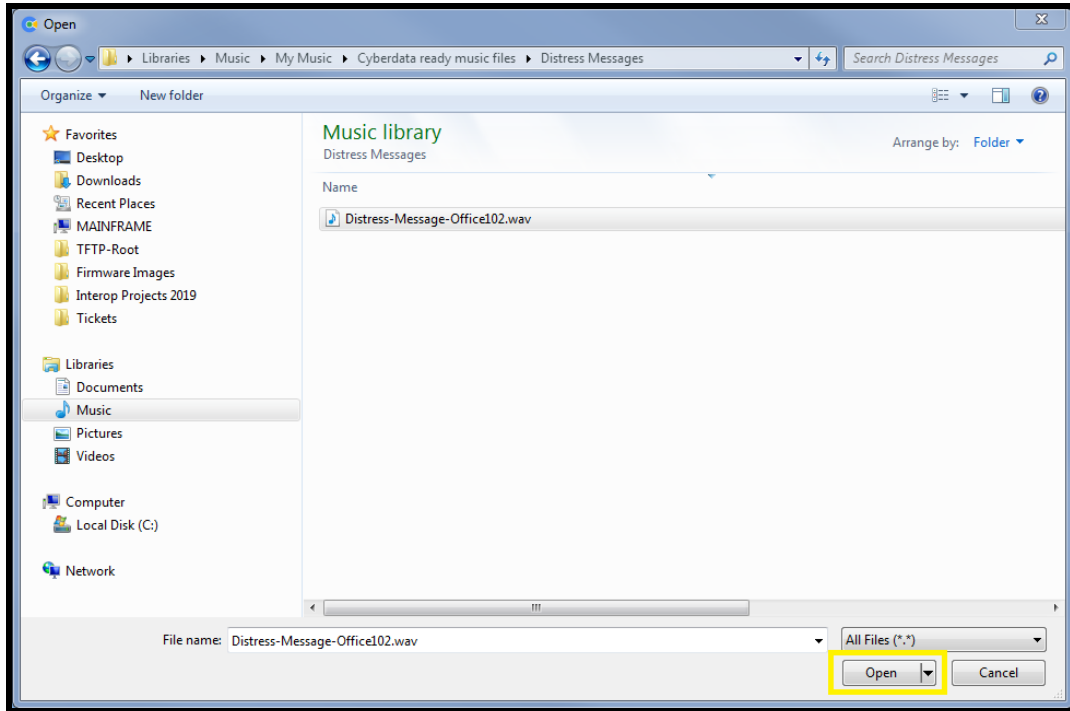 Open
Libraries Music My Music Cyberdata ready music files Distress Messages Search Distress Messages
Organize New folder
Favorites
Desktop
Downloads
Recent Places
MAINFRAME
TFTP-Root
Firmware Images
Interop Projects 2019
Tickets
Libraries
Documents
Music
Pictures
Videos
Computer
Local Disk (C:)
Network
Music library
Distress Messages
Arrange by: Folder
Name
Distress-Message-Office102.wav
File name: Distress-Message-Office102.wav All Files (*.*)
Open Cancel